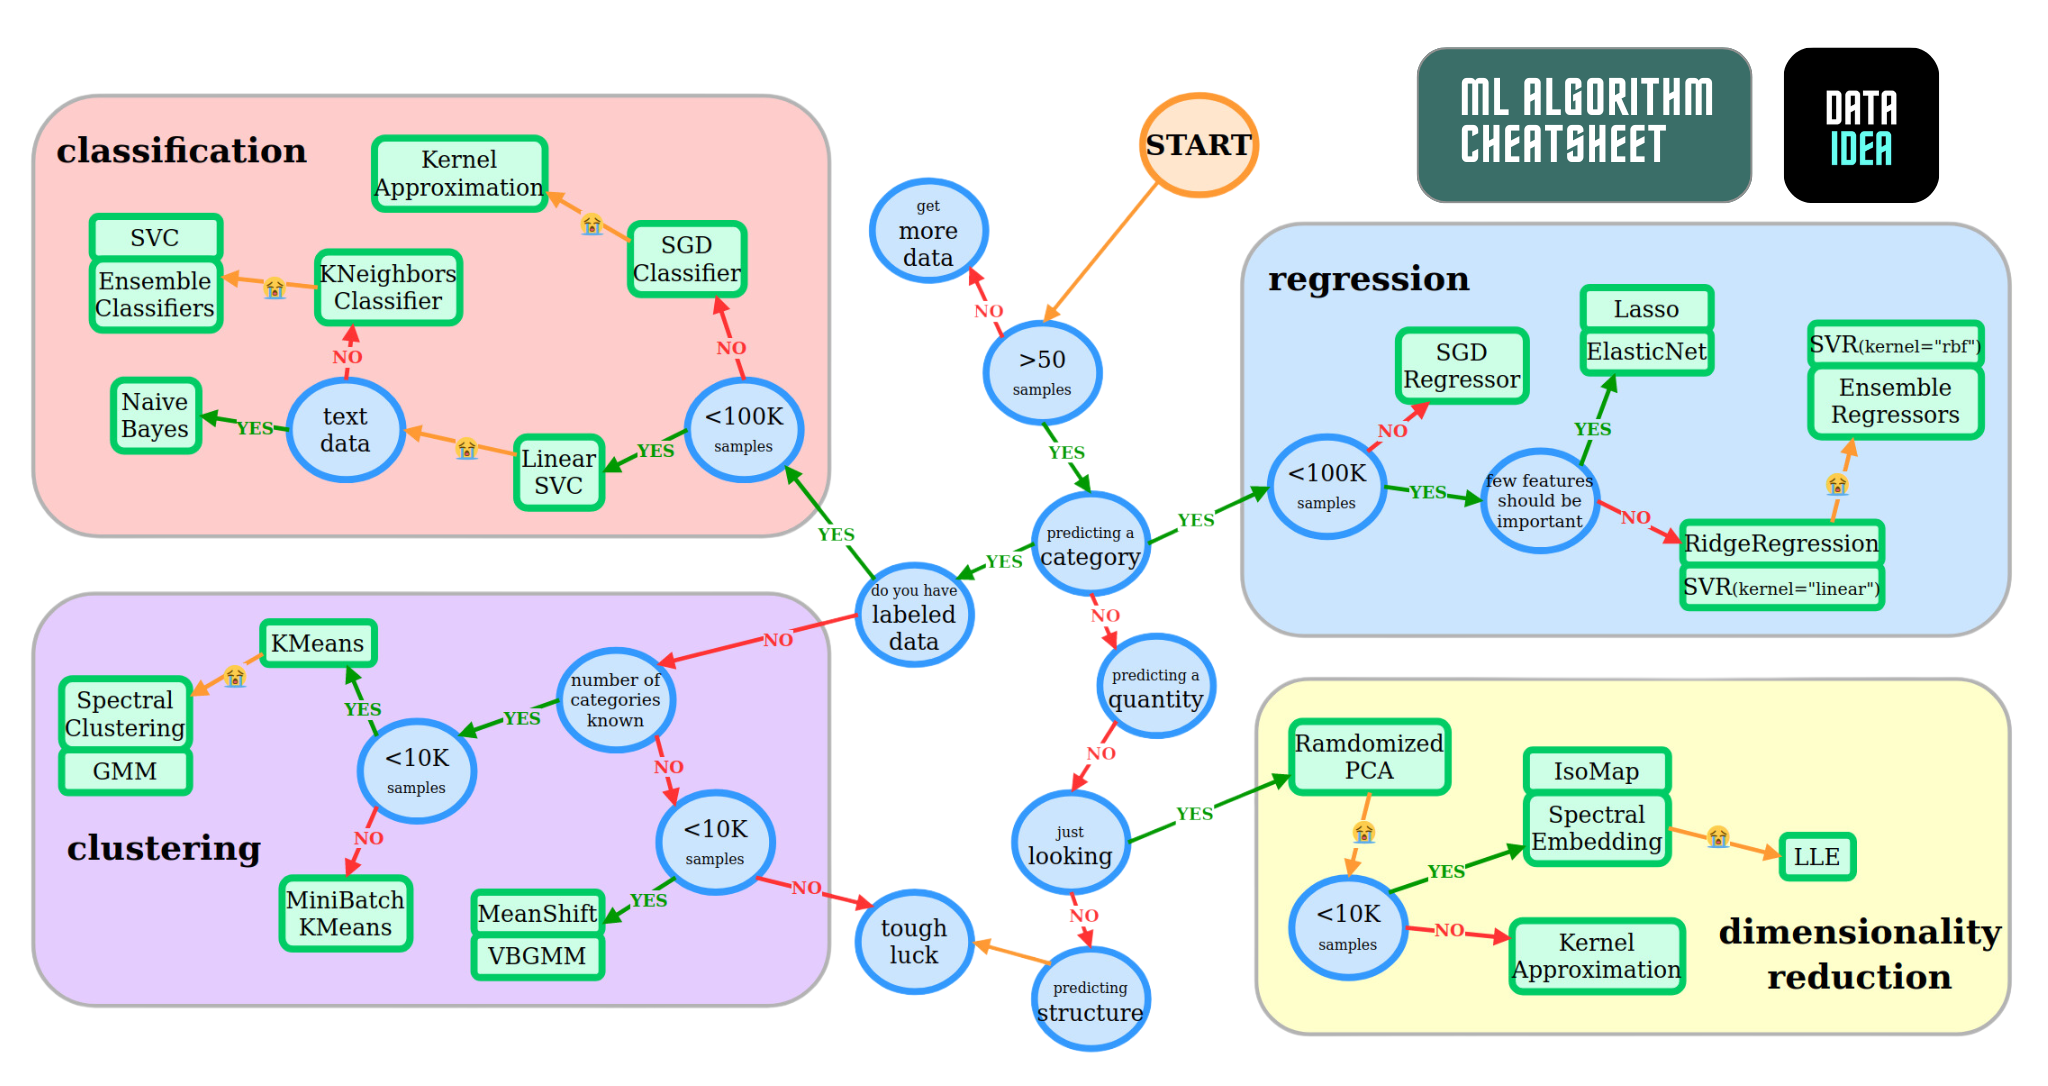 ML ALGORITHM
CHEATSHEET
DATA
IDEA
START
get
more
data
NO
>50
samples
YES
predicting a
category
YES
YES
NO
do you have
labeled
data
YES
NO
predicting a
quantity
NO
just
looking
YES
NO
predicting
structure
tough
luck
classification
Kernel
Approximation
SGD
Classifier
NO
<100K
samples
YES
Linear
SVC
text
data
NO
KNeighbors
Classifier
SVC
Ensemble
Classifiers
YES
Naive
Bayes
regression
<100K
samples
NO
SGD
Regressor
YES
few features
should be
important
YES
Lasso
ElasticNet
NO
RidgeRegression
SVR(kernel="linear")
SVR(kernel="rbf")
Ensemble
Regressors
clustering
number of
categories
known
YES
<10K
samples
YES
KMeans
Spectral
Clustering
GMM
NO
MiniBatch
KMeans
NO
<10K
samples
YES
MeanShift
VBGMM
NO
dimensionality
reduction
Ramdomized
PCA
<10K
samples
YES
IsoMap
Spectral
Embedding
LLE
NO
Kernel
Approximation